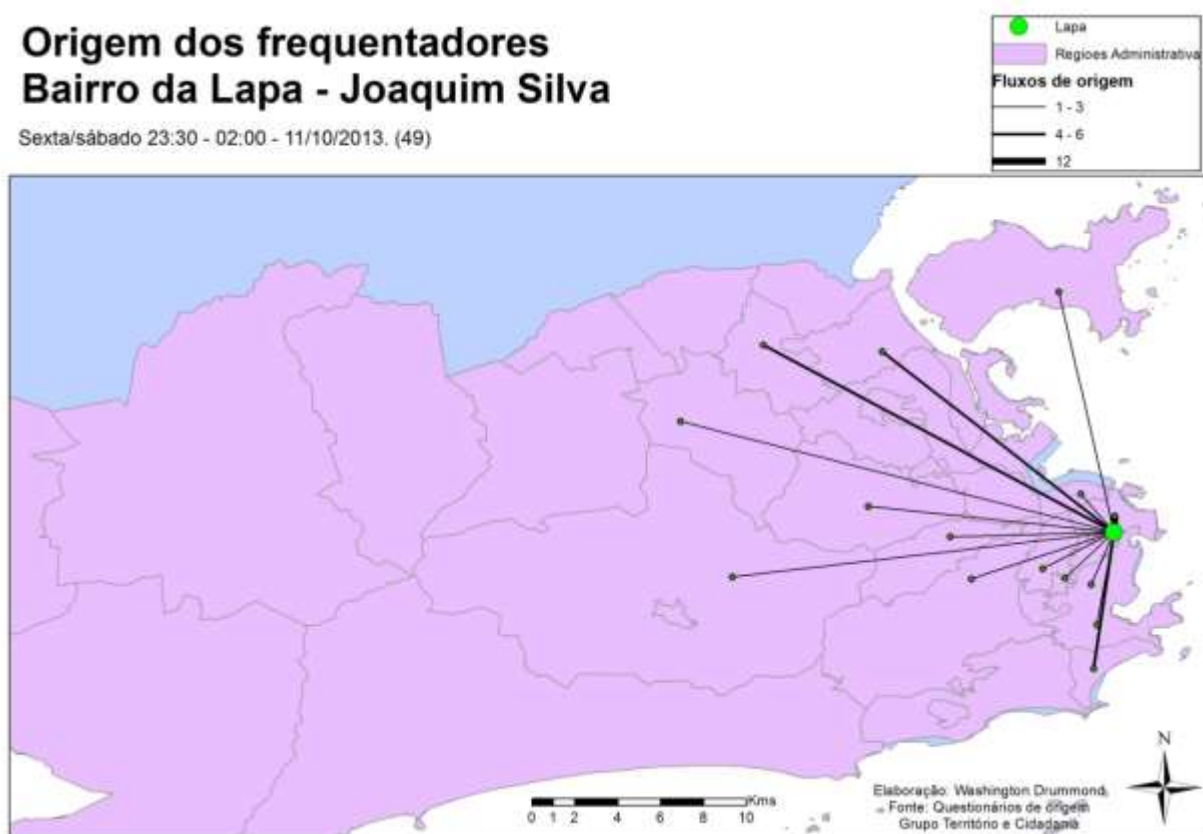 Origem dos frequentadores
Bairro da Lapa - Joaquim Silva
Sexta/sábado 23:30 - 02:00 - 11/10/2013. (49)
Lapa
Regioes Administrativa
Fluxos de origem
1 - 3
4 - 6
12
N
Kms
0 1 2 4 6 8 10
Elaboração: Washington Drummond
Fonte: Questionários de origem
Grupo Território e Cidadania